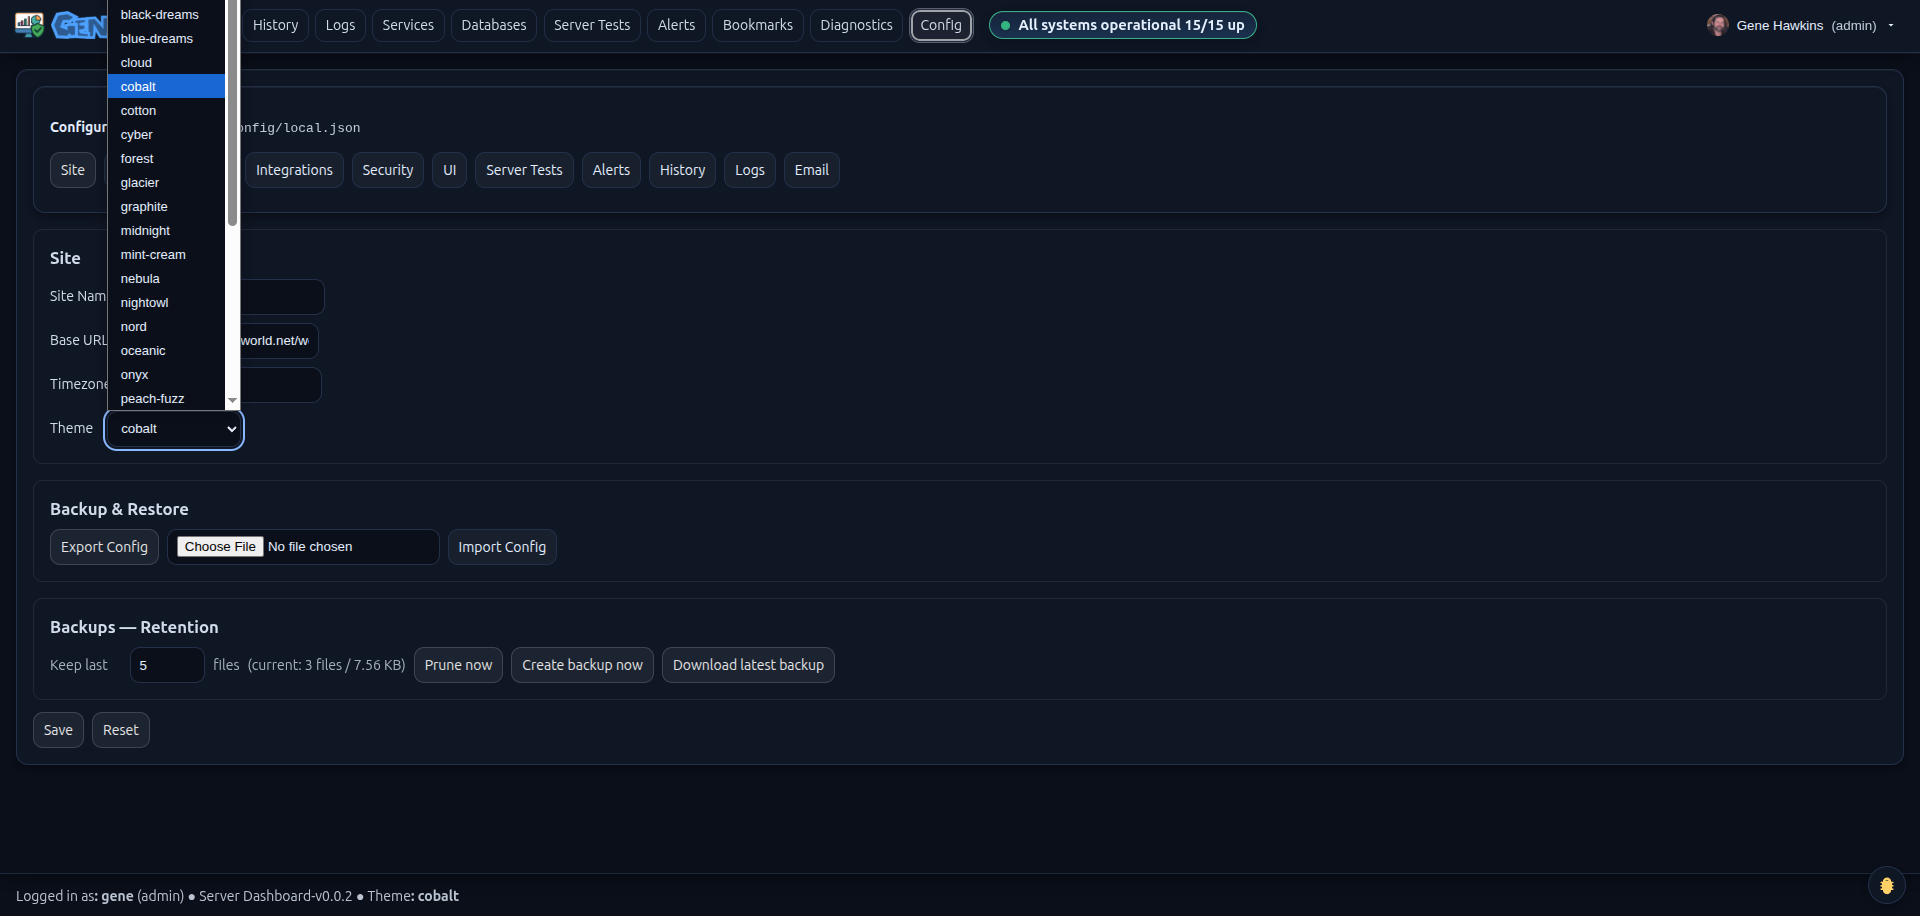 GEN
History Logs Services Databases Server Tests Alerts Bookmarks Diagnostics Config All systems operational 15/15 up Gene Hawkins (admin)
black-dreams
blue-dreams
cloud
cobalt
cotton
cyber
forest
glacier
graphite
midnight
mint-cream
nebula
nightowl
nord
oceanic
onyx
peach-fuzz
Configur onfig/local.json
Site Integrations Security UI Server Tests Alerts History Logs Email
Site
Site Nam
Base URL world.net/w
Timezone
Theme cobalt
Backup & Restore
Export Config Choose File No file chosen Import Config
Backups — Retention
Keep last 5 files (current: 3 files / 7.56 KB) Prune now Create backup now Download latest backup
Save Reset
Logged in as: gene (admin) ● Server Dashboard-v0.0.2 ● Theme: cobalt